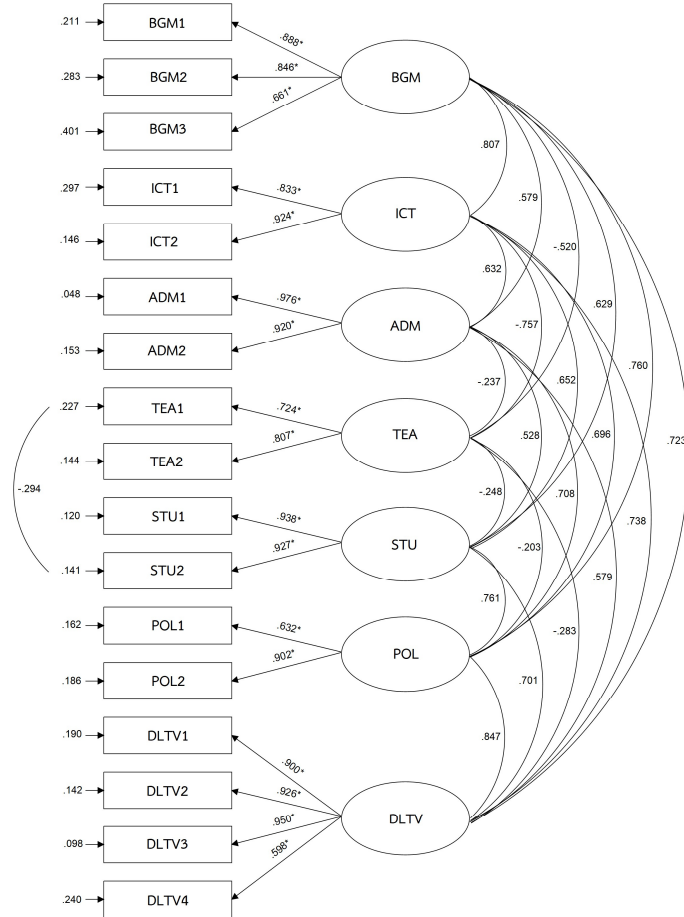 .211 BGM1 .888*
.283 BGM2 .846* BGM
.401 BGM3 .661*
.807
.297 ICT1 .833*
.146 ICT2 .924* ICT
.579
-.520
.632
.048 ADM1 .976*
.153 ADM2 .920* ADM
.629
-.757
.760
-.237
.652
.227 TEA1 .724*
.144 TEA2 .807* TEA
.528
.696
.723
-.294
-.248
.708
.120 STU1 .938*
.141 STU2 .927* STU
.738
-.203
.579
.761
.162 POL1 .632*
.186 POL2 .902* POL
-.283
.701
.847
.190 DLTV1 .900*
.142 DLTV2 .926*
.098 DLTV3 .950* DLTV
.240 DLTV4 .598*